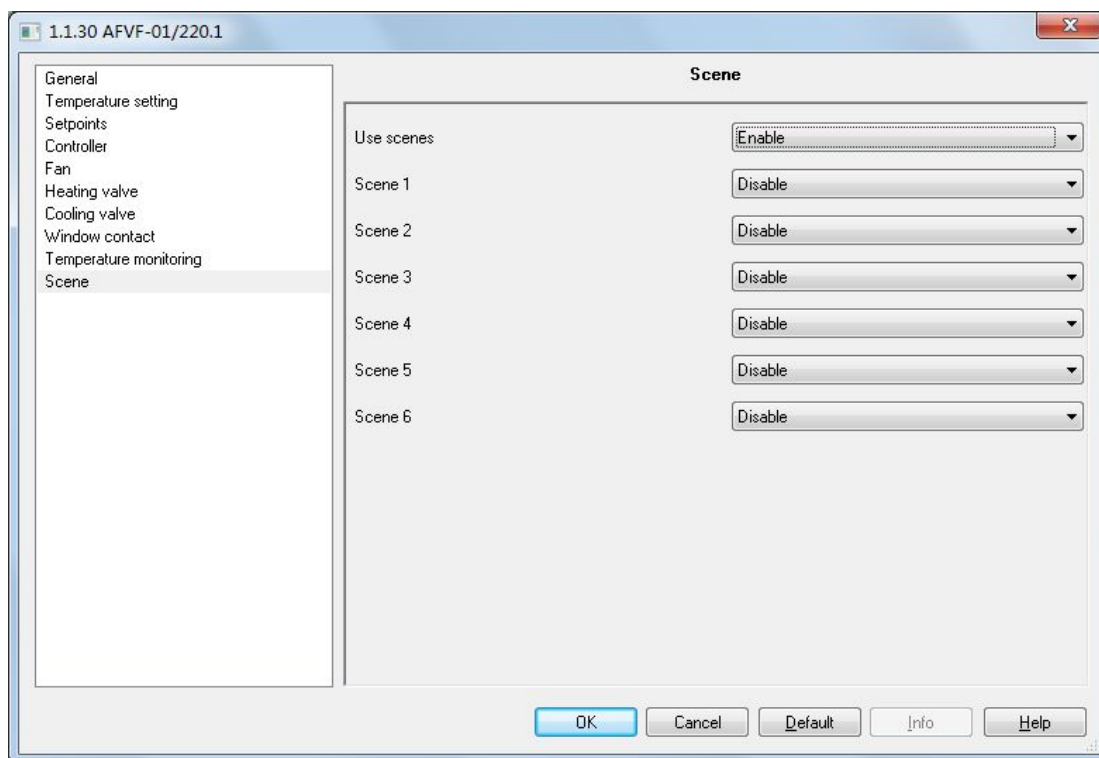 1.1.30 AFVF-01/220.1
General
Temperature setting
Setpoints
Controller
Fan
Heating valve
Cooling valve
Window contact
Temperature monitoring
Scene
Scene
Use scenes Enable
Scene 1 Disable
Scene 2 Disable
Scene 3 Disable
Scene 4 Disable
Scene 5 Disable
Scene 6 Disable
OK Cancel Default Info Help